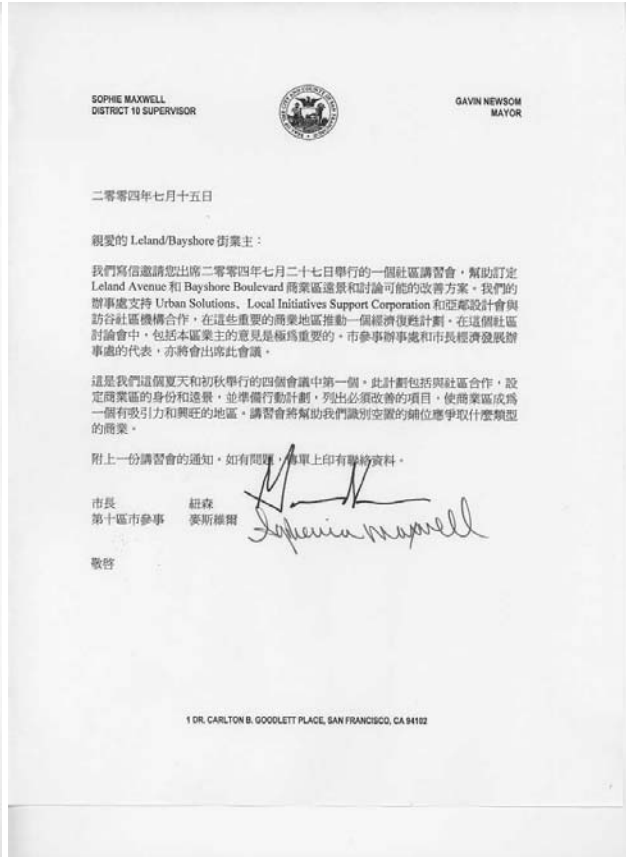 SOPHIE MAXWELL
DISTRICT 10 SUPERVISOR
GAVIN NEWSOM
MAYOR
二零零四年七月十五日
親愛的 Leland/Bayshore 街業主：
我們寫信邀請您出席二零零四年七月二十七日舉行的一個社區講習會，幫助訂定
Leland Avenue 和 Bayshore Boulevard 商業區遠景和討論可能的改善方案。我們的
辦事處支持 Urban Solutions、Local Initiatives Support Corporation 和亞鄰設計會與
訪谷社區機構合作，在這些重要的商業地區推動一個經濟復甦計劃。在這個社區
討論會中，包括本區業主的意見是極為重要的。市參事辦事處和市長經濟發展辦
事處的代表，亦將會出席此會議。
這是我們這個夏天和初秋舉行的四個會議中第一個。此計劃包括與社區合作，設
定商業區的身份和遠景，並準備行動計劃，列出必須改善的項目，使商業區成為
一個有吸引力和興旺的地區。講習會將幫助我們識別空置的鋪位應爭取什麼類型
的商業。
附上一份講習會的通知。如有問題，傳單上印有聯絡資料。
市長 紐森
第十區市參事 麥斯維爾
Sophenia Maxwell
敬啓
1 DR. CARLTON B. GOODLETT PLACE, SAN FRANCISCO, CA 94102